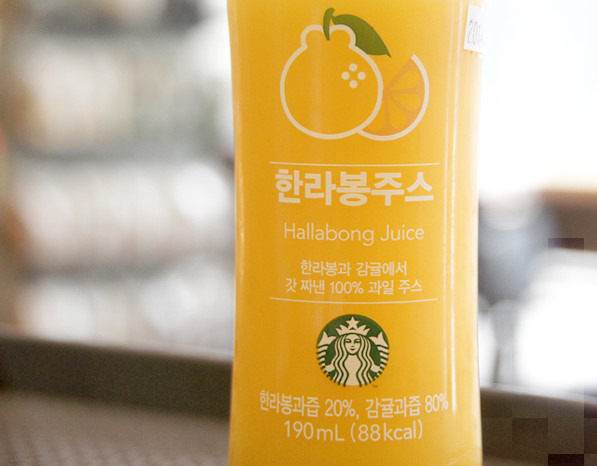 한라봉주스
Hallabong Juice
한라봉과 감귤에서
갓 짜낸 100% 과일 주스
한라봉과즙 20%, 감귤과즙 80%
190mL (88kcal)